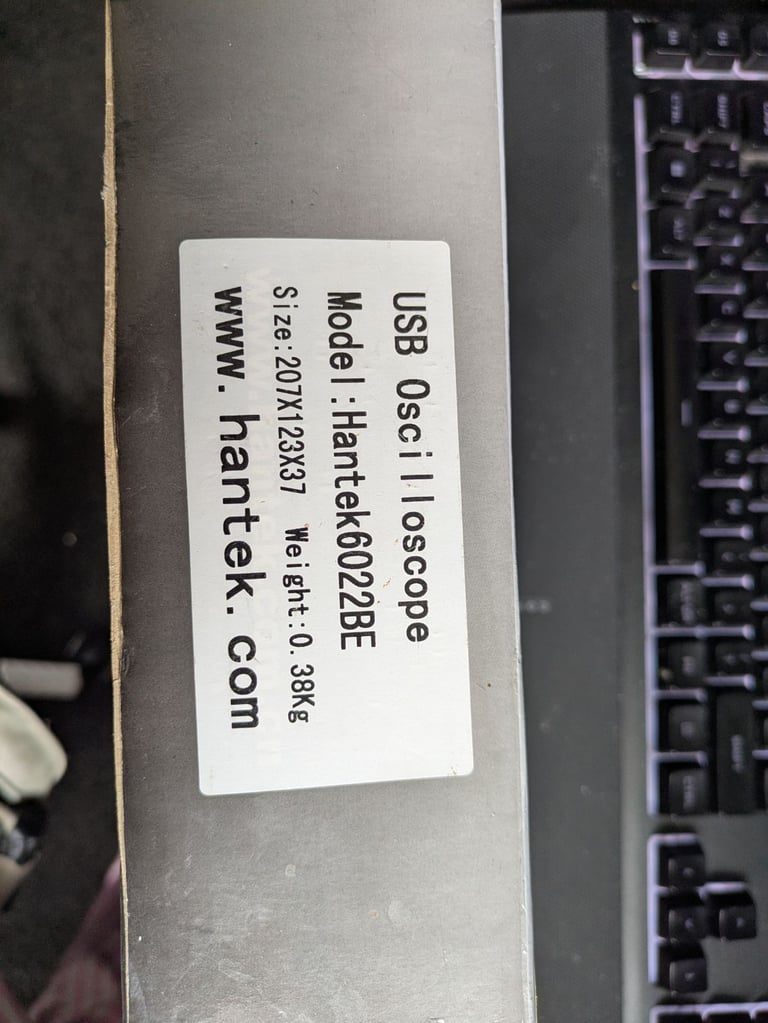 USB Oscilloscope
Model:Hantek6022BE
Size:207X123X37 Weight:0.38Kg
www.hantek.com